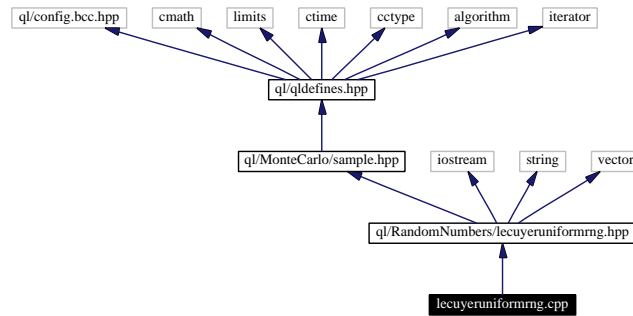 ql/config.bcc.hpp
cmath
limits
ctime
cctype
algorithm
iterator
ql/qldefines.hpp
ql/MonteCarlo/sample.hpp
iostream
string
vector
ql/RandomNumbers/lecuyeruniformrng.hpp
lecuyeruniformrng.cpp